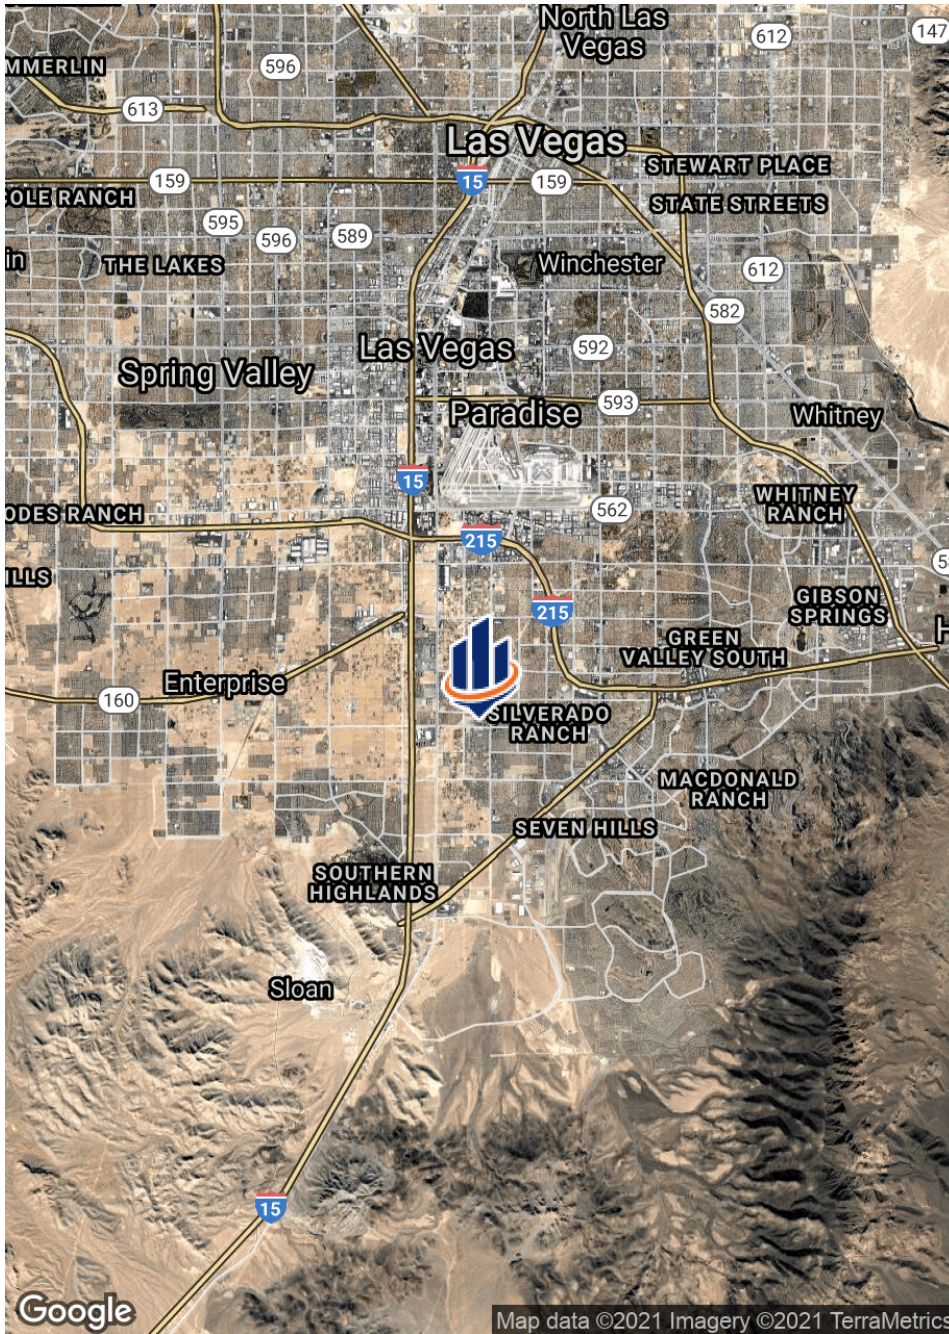 North Las
Vegas
612
147
MMERLIN
596
613
Las Vegas
STEWART PLACE
159
15
159
COLE RANCH
STATE STREETS
595
596
589
in
THE LAKES
Winchester
612
582
Las Vegas
592
Spring Valley
593
Paradise
Whitney
15
WHITNEY
RANCH
ODES RANCH
562
215
58
ILLS
GIBSON
SPRINGS
215
H
GREEN
VALLEY SOUTH
Enterprise
160
SILVERADO
RANCH
MACDONALD
RANCH
SEVEN HILLS
SOUTHERN
HIGHLANDS
Sloan
15
Google
Map data ©2021 Imagery ©2021 TerraMetrics